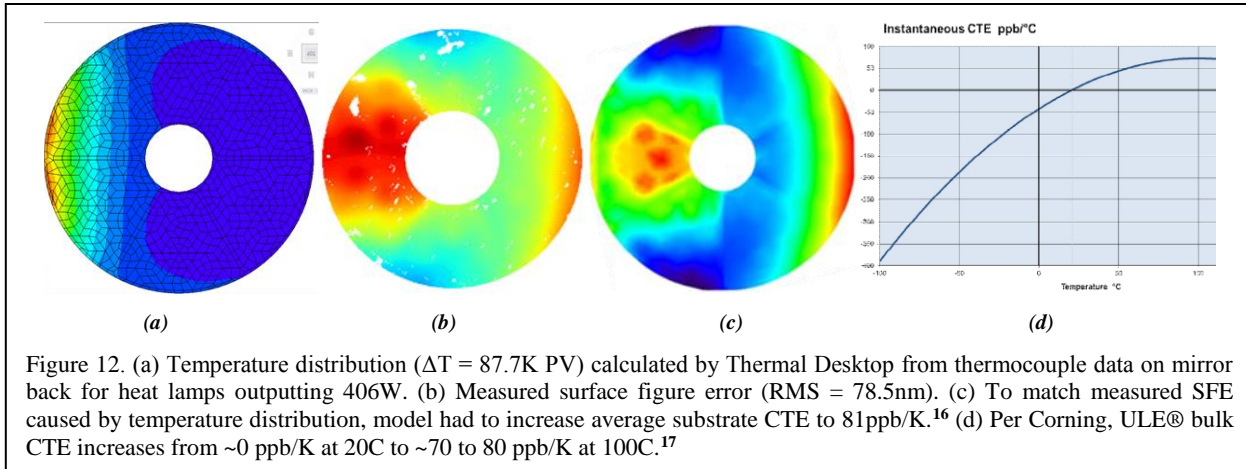 Instantaneous CTE ppb/°C
100
50
0
-50
-100
-150
-200
-100
-50
0
50
100
Temperature °C
(a)
(b)
(c)
(d)
Figure 12. (a) Temperature distribution (ΔT = 87.7K PV) calculated by Thermal Desktop from thermocouple data on mirror
back for heat lamps outputting 406W. (b) Measured surface figure error (RMS = 78.5nm). (c) To match measured SFE
caused by temperature distribution, model had to increase average substrate CTE to 81ppb/K.16 (d) Per Corning, ULE® bulk
CTE increases from ~0 ppb/K at 20C to ~70 to 80 ppb/K at 100C.17